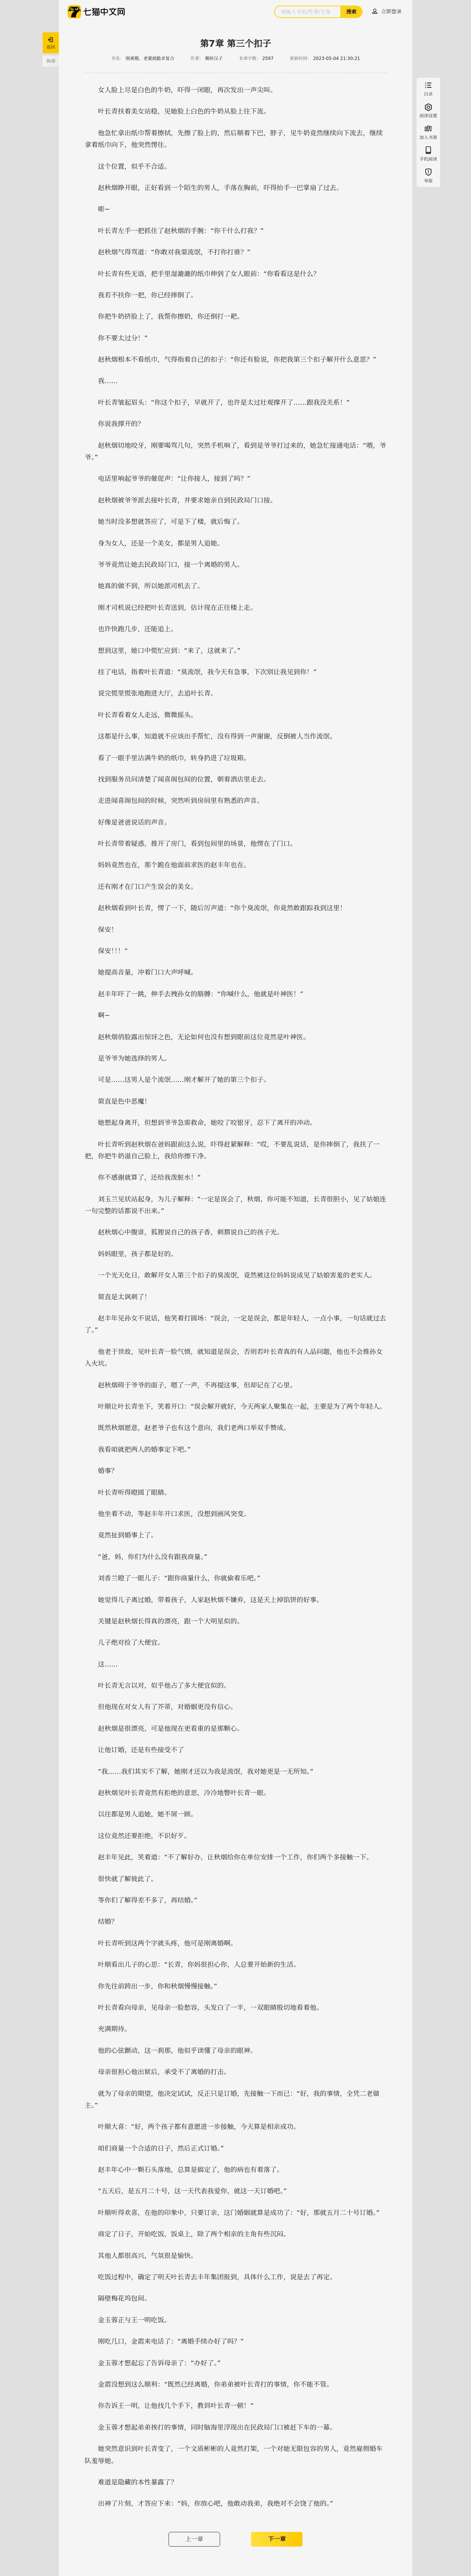 七猫中文网
请输入书名/作者/主角
搜索
立即登录
返回
投诉
目录
阅读设置
加入书架
手机阅读
举报
第7章 第三个扣子
本章字数： 2597
更新时间： 2023-05-04 21:30:21
女人脸上尽是白色的牛奶，吓得一闭眼，再次发出一声尖叫。
叶长青扶着美女站稳，见她脸上白色的牛奶从脸上往下流。
他急忙拿出纸巾帮着擦拭，先擦了脸上的，然后顺着下巴，脖子，见牛奶竟然继续向下流去，继续
拿着纸巾向下，他突然愣住。
这个位置，似乎不合适。
赵秋烟睁开眼，正好看到一个陌生的男人，手落在胸前，吓得抬手一巴掌扇了过去。
叶长青左手一把抓住了赵秋烟的手腕：“你干什么打我？”
赵秋烟气得骂道：“你敢对我耍流氓，不打你打谁？”
叶长青有些无语，把手里湿漉漉的纸巾伸到了女人眼前：“你看看这是什么？
我若不扶你一把，你已经摔倒了。
你把牛奶挤脸上了，我帮你擦奶，你还倒打一耙。
你不要太过分！”
赵秋烟根本不看纸巾，气得指着自己的扣子：“你还有脸说，你把我第三个扣子解开什么意思？”
我……
叶长青皱起眉头：“你这个扣子，早就开了，也许是太过壮观撑开了……跟我没关系！”
你说我撑开的？
赵秋烟切地咬牙，刚要喝骂几句，突然手机响了，看到是爷爷打过来的，她急忙接通电话：“喂，爷
爷。”
电话里响起爷爷的催促声：“让你接人，接到了吗？”
赵秋烟被爷爷派去接叶长青，并要求她亲自到民政局门口接。
她当时没多想就答应了，可是下了楼，就后悔了。
身为女人，还是一个美女，都是男人追她。
爷爷竟然让她去民政局门口，接一个离婚的男人。
她真的做不到，所以她派司机去了。
刚才司机说已经把叶长青送到，估计现在正往楼上走。
也许快跑几步，还能追上。
想到这里，她口中慌忙应到：“来了，这就来了。”
挂了电话，指着叶长青道：“臭流氓，我今天有急事，下次别让我见到你！”
说完慌里慌张地跑进大厅，去追叶长青。
叶长青看着女人走远，微微摇头。
这都是什么事，知道就不应该出手帮忙，没有得到一声谢谢，反倒被人当作流氓。
看了一眼手里沾满牛奶的纸巾，转身扔进了垃圾箱。
找到服务员问清楚了闻喜阁包间的位置，朝着酒店里走去。
走进闻喜阁包间的时候，突然听到房间里有熟悉的声音。
好像是爸爸说话的声音。
叶长青带着疑惑，推开了房门，看到包间里的场景，他愣在了门口。
妈妈竟然也在，那个跪在他面前求医的赵丰年也在。
还有刚才在门口产生误会的美女。
赵秋烟看到叶长青，愣了一下，随后厉声道：“你个臭流氓，你竟然敢跟踪我到这里！
保安！
保安！！！”
她提高音量，冲着门口大声呼喊。
赵丰年吓了一跳，伸手去拽孙女的胳膊：“你喊什么，他就是叶神医！”
啊—
赵秋烟俏脸露出惊讶之色，无论如何也没有想到眼前这位竟然是叶神医。
是爷爷为她选择的男人。
可是……这男人是个流氓……刚才解开了她的第三个扣子。
简直是色中恶魔！
她想起身离开，但想到爷爷急需救命，她咬了咬银牙，忍下了离开的冲动。
叶长青听到赵秋烟在爸妈跟前这么说，吓得赶紧解释：“哎，不要乱说话，是你摔倒了，我扶了一
把，你把牛奶滋自己脸上，我给你擦干净。
你不感谢就算了，还给我泼脏水！”
刘玉兰见状站起身，为儿子解释：“一定是误会了，秋烟，你可能不知道，长青很胆小，见了姑娘连
一句完整的话都说不出来。”
赵秋烟心中腹诽，狐狸说自己的孩子香，刺猬说自己的孩子光。
妈妈眼里，孩子都是好的。
一个光天化日，敢解开女人第三个扣子的臭流氓，竟然被这位妈妈说成见了姑娘害羞的老实人。
简直是太讽刺了！
赵丰年见孙女不说话，他笑着打圆场：“误会，一定是误会，都是年轻人，一点小事，一句话就过去
了。”
他老于世故，见叶长青一脸气愤，就知道是误会，否则若叶长青真的有人品问题，他也不会推孙女
入火坑。
赵秋烟碍于爷爷的面子，嗯了一声，不再提这事，但却记在了心里。
叶顺让叶长青坐下，笑着开口：“误会解开就好，今天两家人聚集在一起，主要是为了两个年轻人。
既然秋烟愿意，赵老爷子也有这个意向，我们老两口举双手赞成。
我看咱就把两人的婚事定下吧。”
婚事？
叶长青听得瞪圆了眼睛。
他坐着不动，等赵丰年开口求医，没想到画风突变。
竟然扯到婚事上了。
“爸，妈，你们为什么没有跟我商量。”
刘香兰瞪了一眼儿子：“跟你商量什么，你就偷着乐吧。”
她觉得儿子离过婚，带着孩子，人家赵秋烟不嫌弃，这是天上掉馅饼的好事。
关键是赵秋烟长得真的漂亮，跟一个大明星似的。
儿子绝对捡了大便宜。
这……
叶长青无言以对，似乎他占了多大便宜似的。
但他现在对女人有了芥蒂，对婚姻更没有信心。
赵秋烟是很漂亮，可是他现在更看重的是那颗心。
让他订婚，还是有些接受不了
“我……我们其实不了解，她刚才还以为我是流氓，我对她更是一无所知。”
赵秋烟见叶长青竟然有拒绝的意思，冷冷地瞥叶长青一眼。
以往都是男人追她，她不屑一顾。
这位竟然还要拒绝，不识好歹。
赵丰年见此，笑着道：“不了解好办，让秋烟给你在单位安排一个工作，你们两个多接触一下。
很快就了解彼此了。
等你们了解得差不多了，再结婚。”
结婚？
叶长青听到这两个字就头疼，他可是刚离婚啊。
叶顺看出儿子的心思：“长青，你妈很担心你，人总要开始新的生活。
你先往前跨出一步，你和秋烟慢慢接触。”
叶长青看向母亲，见母亲一脸愁容，头发白了一半，一双眼睛殷切地看着他。
充满期待。
他的心弦颤动，这一刹那，他似乎读懂了母亲的眼神。
母亲很担心他出狱后，承受不了离婚的打击。
就为了母亲的期望，他决定试试，反正只是订婚，先接触一下而已：“好，我的事情，全凭二老做
主。”
叶顺大喜：“好，两个孩子都有意愿进一步接触，今天算是相亲成功。
咱们商量一个合适的日子，然后正式订婚。”
赵丰年心中一颗石头落地，总算是搞定了，他的病也有着落了。
“五天后，是五月二十号，这一天代表我爱你，就这一天订婚吧。”
叶顺听得欢喜，在他的印象中，只要订亲，这门婚姻就算是成功了：“好，那就五月二十号订婚。”
商定了日子，开始吃饭，饭桌上，除了两个相亲的主角有些沉闷。
其他人都很高兴，气氛很是愉快。
吃饭过程中，确定了明天叶长青去丰年集团报到，具体什么工作，说是去了再定。
隔壁梅花坞包间。
金玉蓉正与王一明吃饭。
刚吃几口，金霞来电话了：“离婚手续办好了吗？”
金玉蓉才想起忘了告诉母亲了：“办好了。”
金霞没想到这么顺利：“既然已经离婚，你弟弟被叶长青打的事情，你不能不管。
你告诉王一明，让他找几个手下，教训叶长青一顿！”
金玉蓉才想起弟弟挨打的事情，同时脑海里浮现出在民政局门口被赶下车的一幕。
她突然意识到叶长青变了，一个文质彬彬的人竟然打架，一个对她无限包容的男人，竟然雇佣婚车
队羞辱她。
难道是隐藏的本性暴露了？
出神了片刻，才答应下来：“妈，你放心吧，他敢动我弟，我绝对不会饶了他的。”
上一章
下一章